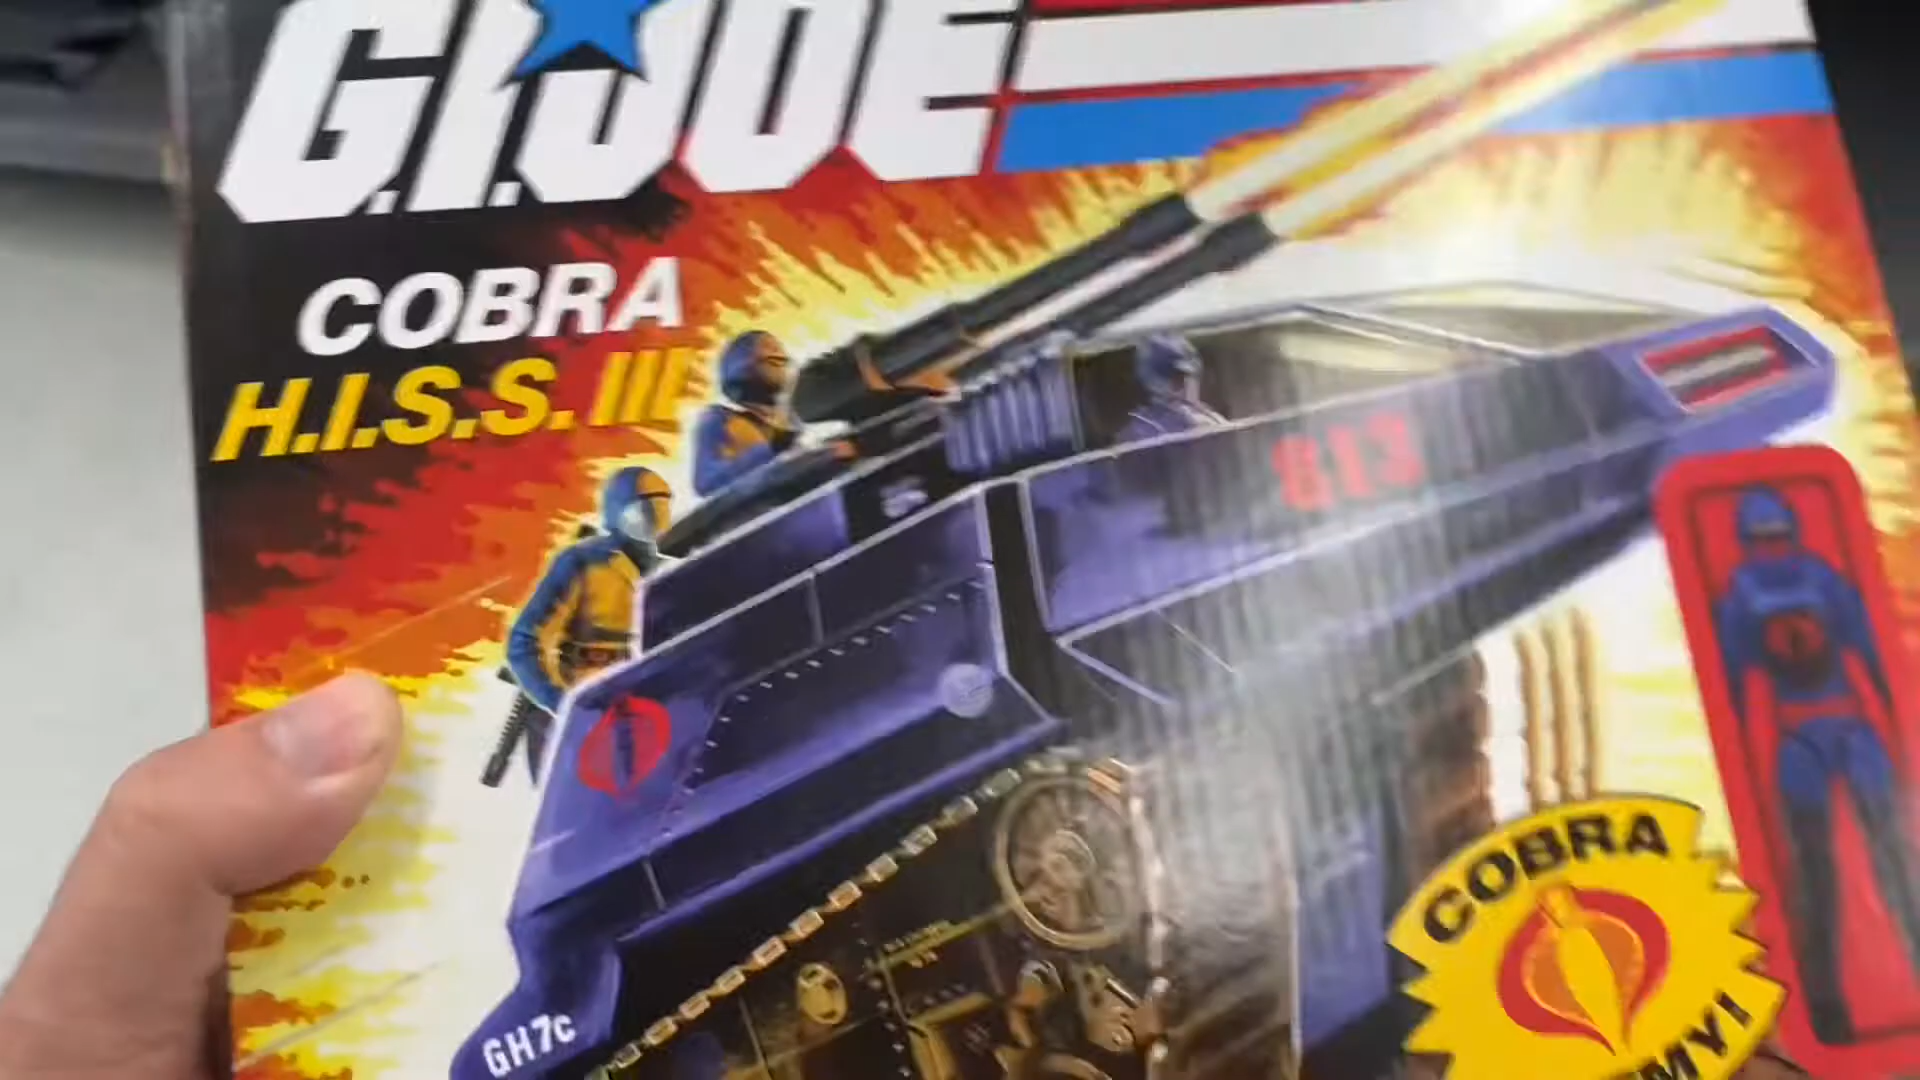 G.I.JOE
COBRA
H.I.S.S. III
813
GH7c
COBRA